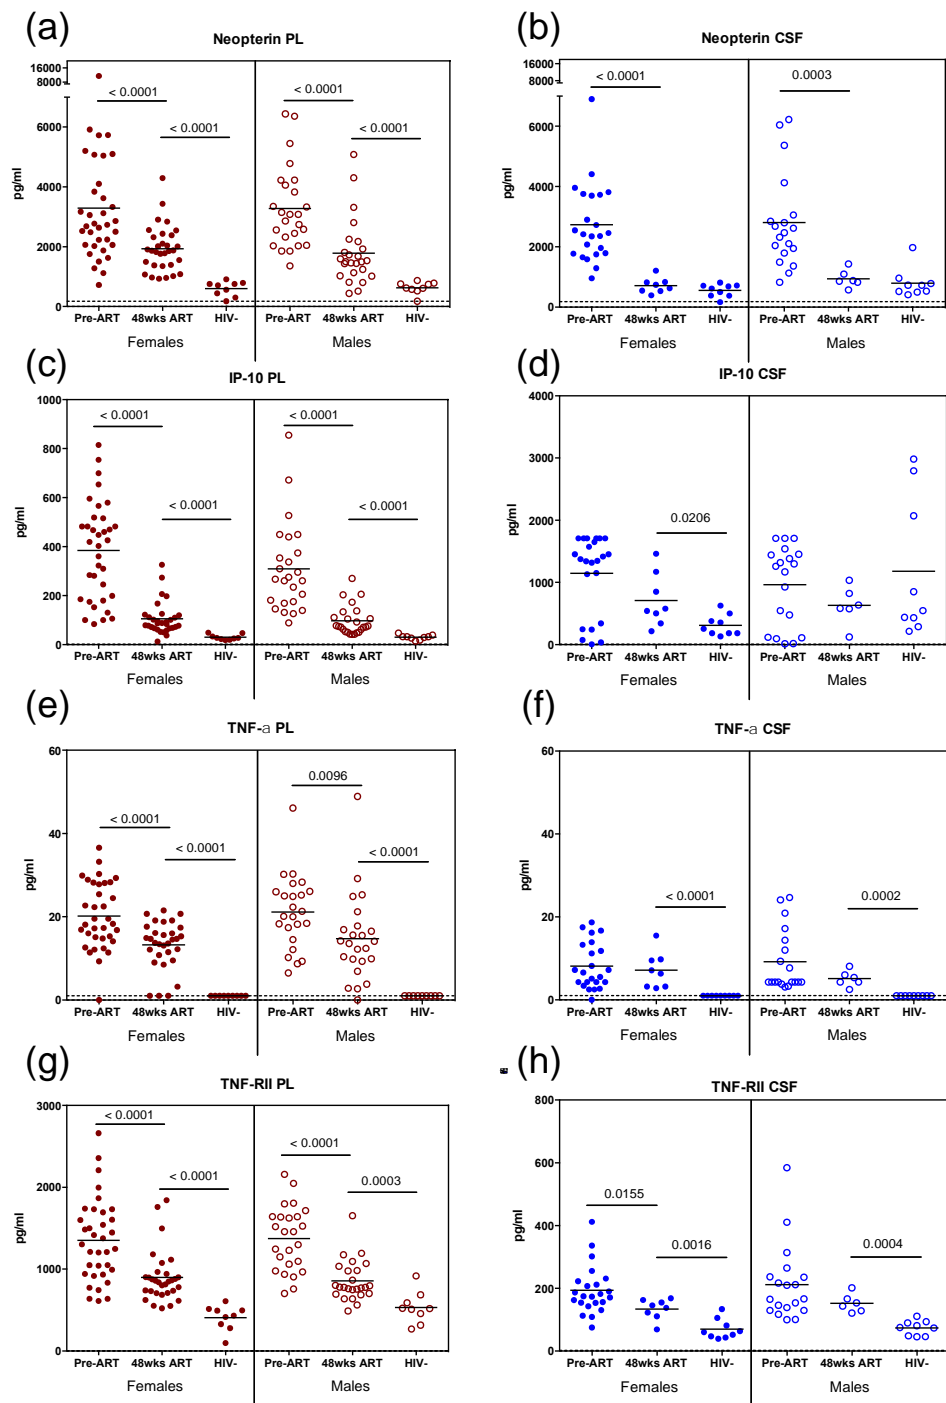 (a)
Neopterin PL
16000
8000
6000
4000
2000
0
pg/ml
< 0.0001
< 0.0001
< 0.0001
< 0.0001
Pre-ART 48wks ART HIV- Pre-ART 48wks ART HIV-
Females Males
(b)
Neopterin CSF
16000
8000
6000
4000
2000
0
pg/ml
< 0.0001
0.0003
Pre-ART 48wks ART HIV- Pre-ART 48wks ART HIV-
Females Males
(c)
IP-10 PL
1000
800
600
400
200
0
pg/ml
< 0.0001
< 0.0001
< 0.0001
< 0.0001
Pre-ART 48wks ART HIV- Pre-ART 48wks ART HIV-
Females Males
(d)
IP-10 CSF
4000
3000
2000
1000
0
pg/ml
0.0206
Pre-ART 48wks ART HIV- Pre-ART 48wks ART HIV-
Females Males
(e)
TNF-a PL
60
40
20
0
pg/ml
< 0.0001
< 0.0001
0.0096
< 0.0001
Pre-ART 48wks ART HIV- Pre-ART 48wks ART HIV-
Females Males
(f)
TNF-a CSF
60
40
20
0
pg/ml
< 0.0001
0.0002
Pre-ART 48wks ART HIV- Pre-ART 48wks ART HIV-
Females Males
(g)
TNF-RII PL
3000
2000
1000
0
pg/ml
< 0.0001
< 0.0001
< 0.0001
0.0003
Pre-ART 48wks ART HIV- Pre-ART 48wks ART HIV-
Females Males
(h)
TNF-RII CSF
800
600
400
200
0
pg/ml
0.0155
0.0016
0.0004
Pre-ART 48wks ART HIV- Pre-ART 48wks ART HIV-
Females Males